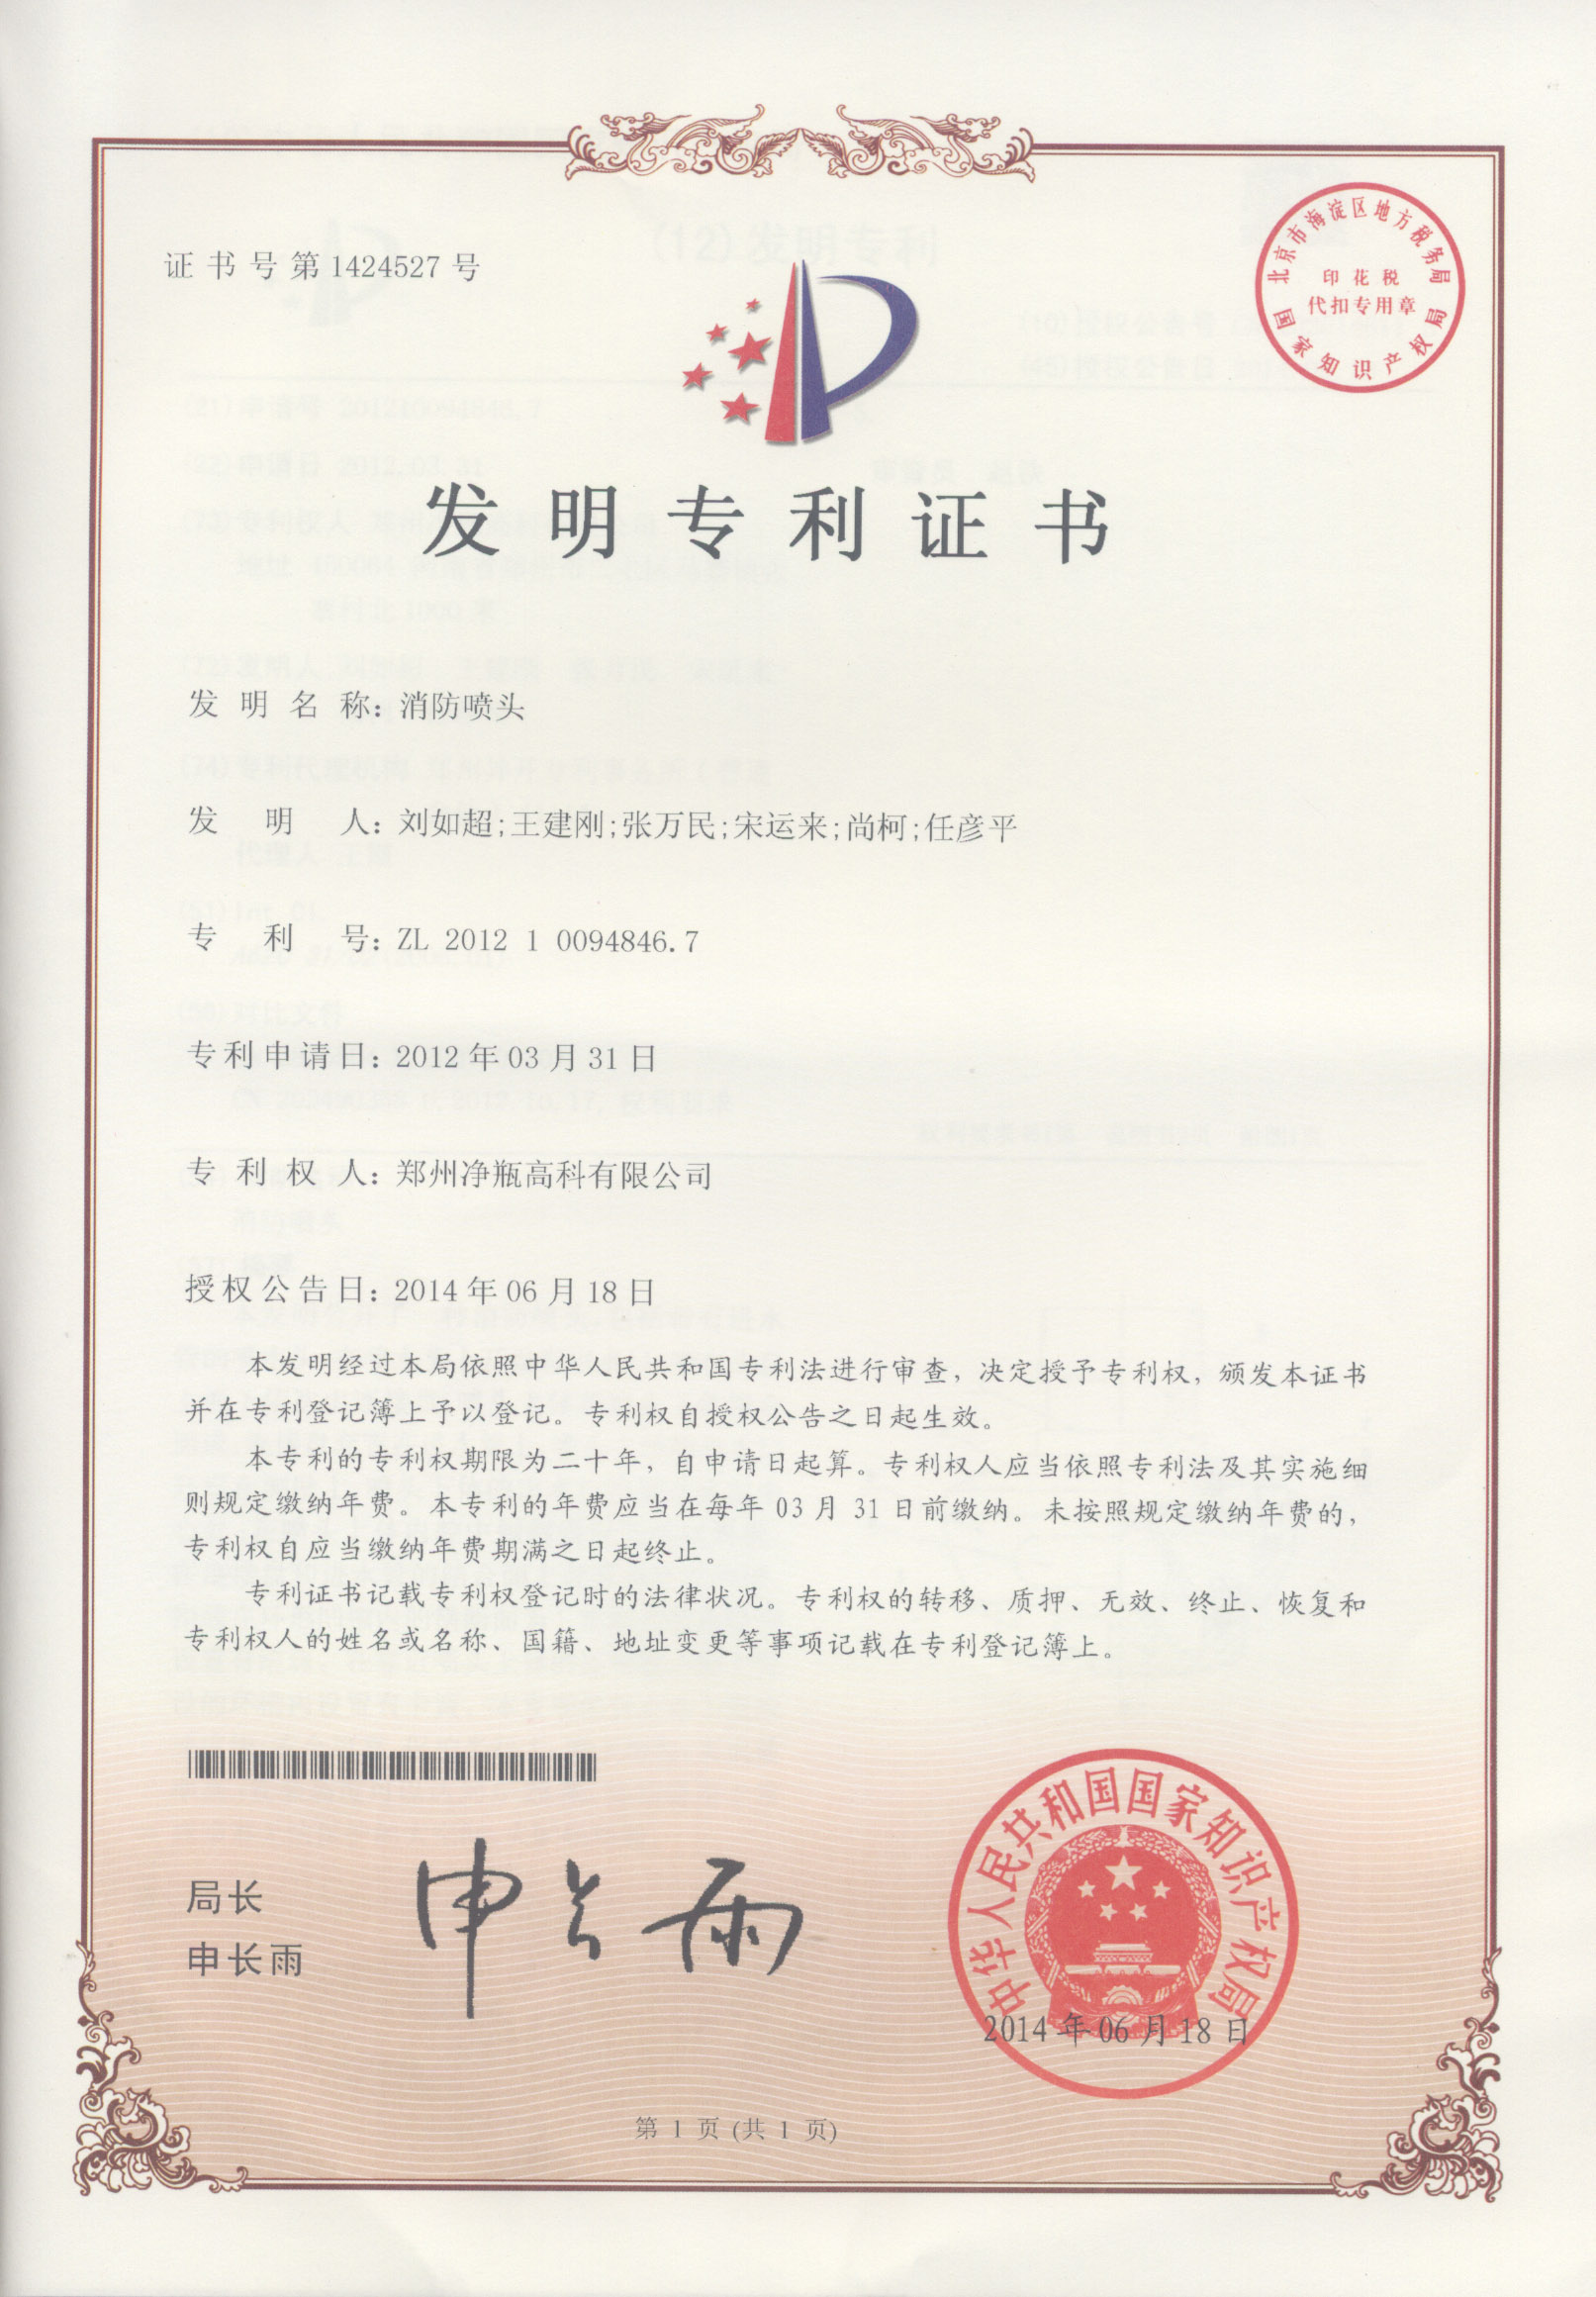 证书号第1424527号
北京市海淀区地方税务局
印花税
代扣专用章
国家知识产权局
发明专利证书
发明名称：消防喷头
发明人：刘如超;王建刚;张万民;宋运来;尚柯;任彦平
专利号：ZL 2012 1 0094846.7
专利申请日：2012年03月31日
专利权人：郑州净瓶高科有限公司
授权公告日：2014年06月18日
本发明经过本局依照中华人民共和国专利法进行审查，决定授予专利权，颁发本证书
并在专利登记簿上予以登记。专利权自授权公告之日起生效。
本专利的专利权期限为二十年，自申请日起算。专利权人应当依照专利法及其实施细
则规定缴纳年费。本专利的年费应当在每年03月31日前缴纳。未按照规定缴纳年费的，
专利权自应当缴纳年费期满之日起终止。
专利证书记载专利权登记时的法律状况。专利权的转移、质押、无效、终止、恢复和
专利权人的姓名或名称、国籍、地址变更等事项记载在专利登记簿上。
局长
申长雨
申长雨
中华人民共和国国家知识产权局
2014年06月18日
第1页(共1页)